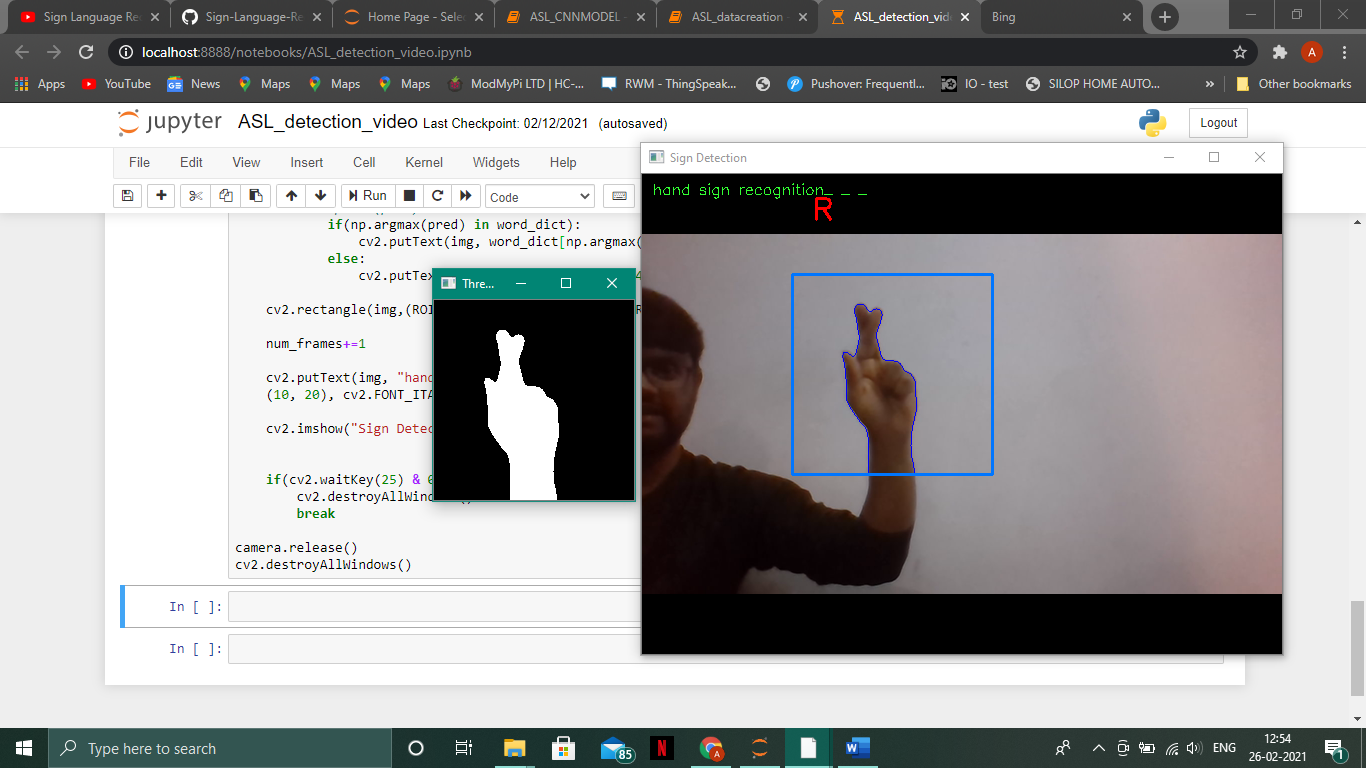 Sign Language Re
Sign-Language-Re
Home Page - Sele
ASL_CNNMODEL -
ASL_datacreation -
ASL_detection_vid
Bing
localhost:8888/notebooks/ASL_detection_video.ipynb
A
Apps
YouTube
News
Maps
Maps
Maps
ModMyPi LTD | HC-...
RWM - ThingSpeak...
Pushover: Frequentl...
IO - test
SILOP HOME AUTO...
»
Other bookmarks
jupyter ASL_detection_video Last Checkpoint: 02/12/2021 (autosaved)
Logout
File Edit View Insert Cell Kernel Widgets Help
Run
Code
if(np.argmax(pred) in word_dict):
cv2.putText(img, word_dict[np.argmax(
else:
cv2.putTex
cv2.rectangle(img,(ROI
num_frames+=1
cv2.putText(img, "hand
(10, 20), cv2.FONT_ITA
cv2.imshow("Sign Detec
if(cv2.waitKey(25) &
cv2.destroyAllWindows()
break
camera.release()
cv2.destroyAllWindows()
In [ ]:
In [ ]:
Thre...
Sign Detection
hand sign recognition_ _ _
R
Type here to search
85
N
A
ENG
12:54
26-02-2021
1